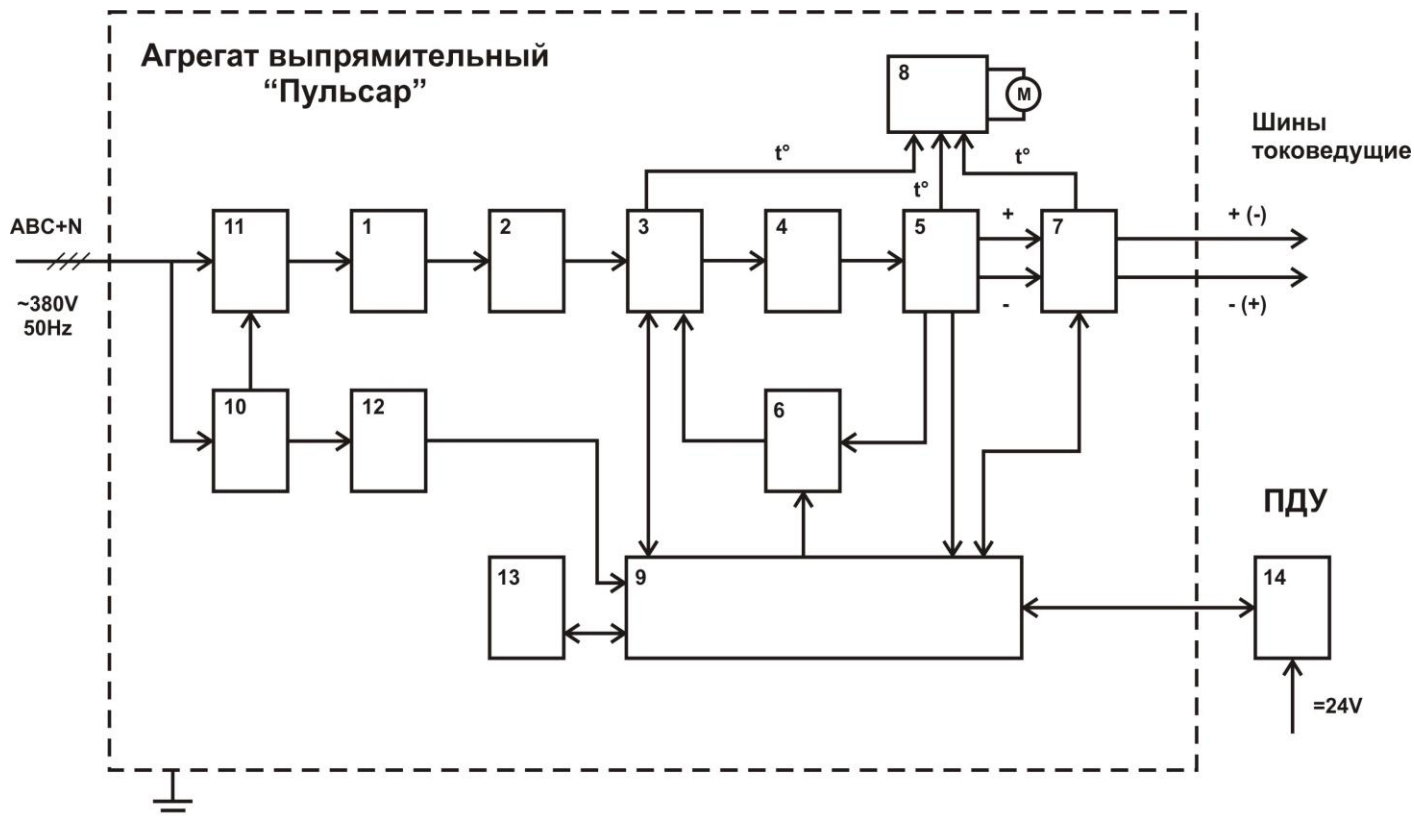 Агрегат выпрямительный
“Пульсар”
8
M
Шины
токоведущие
t°
t°
t°
ABC+N
~380V
50Hz
11
1
2
3
4
5
+
-
7
+ (-)
- (+)
10
12
6
ПДУ
13
9
14
=24V